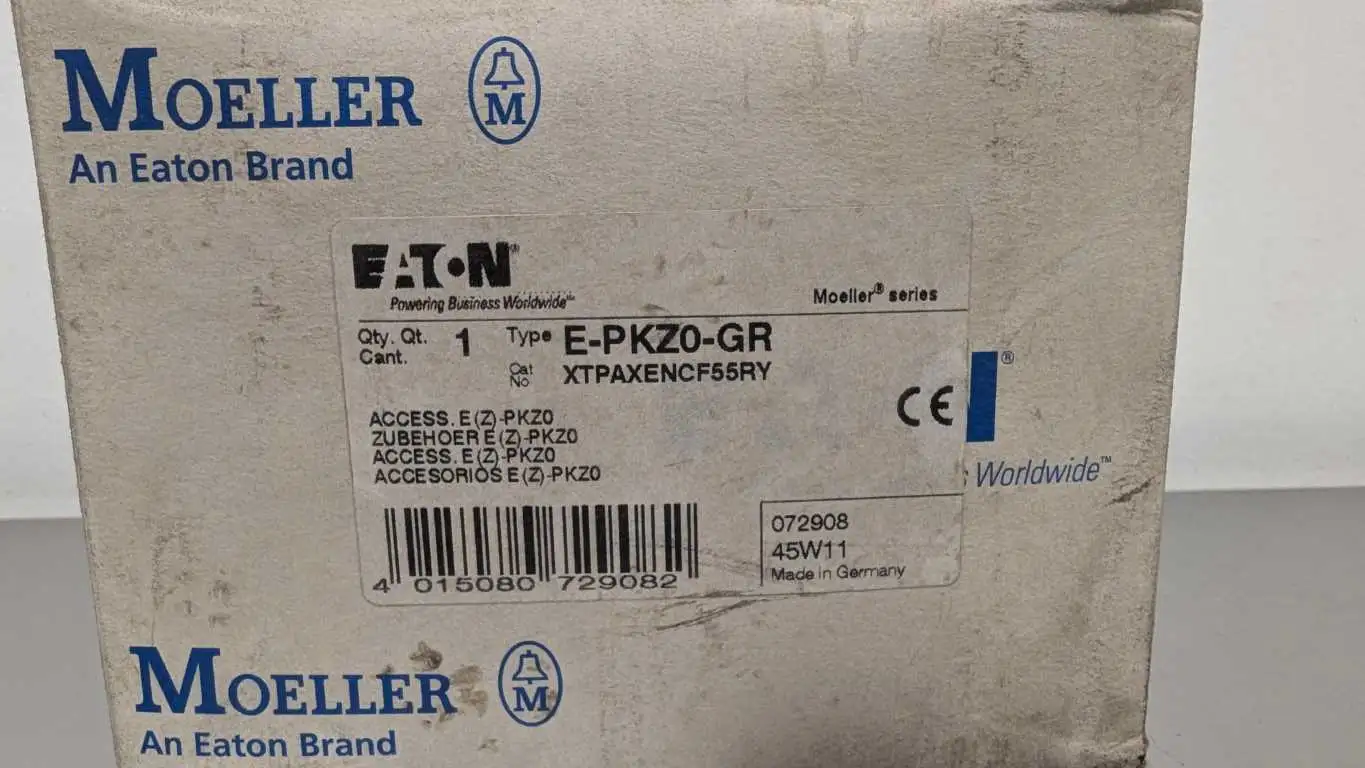 MOELLER
M
An Eaton Brand
EATON®
Powering Business Worldwide™
Moeller® series
Qty. Qt. 1 Type E-PKZ0-GR
Cant.
Cat No XTPAXENCF55RY
CE
®
ACCESS. E (Z)-PKZ0
ZUBEHOER E (Z)-PKZ0
ACCESS. E (Z)-PKZ0
ACCESORIOS E (Z)-PKZ0
Worldwide™
072908
45W11
Made in Germany
4 015080 729082
MOELLER
M
An Eaton Brand